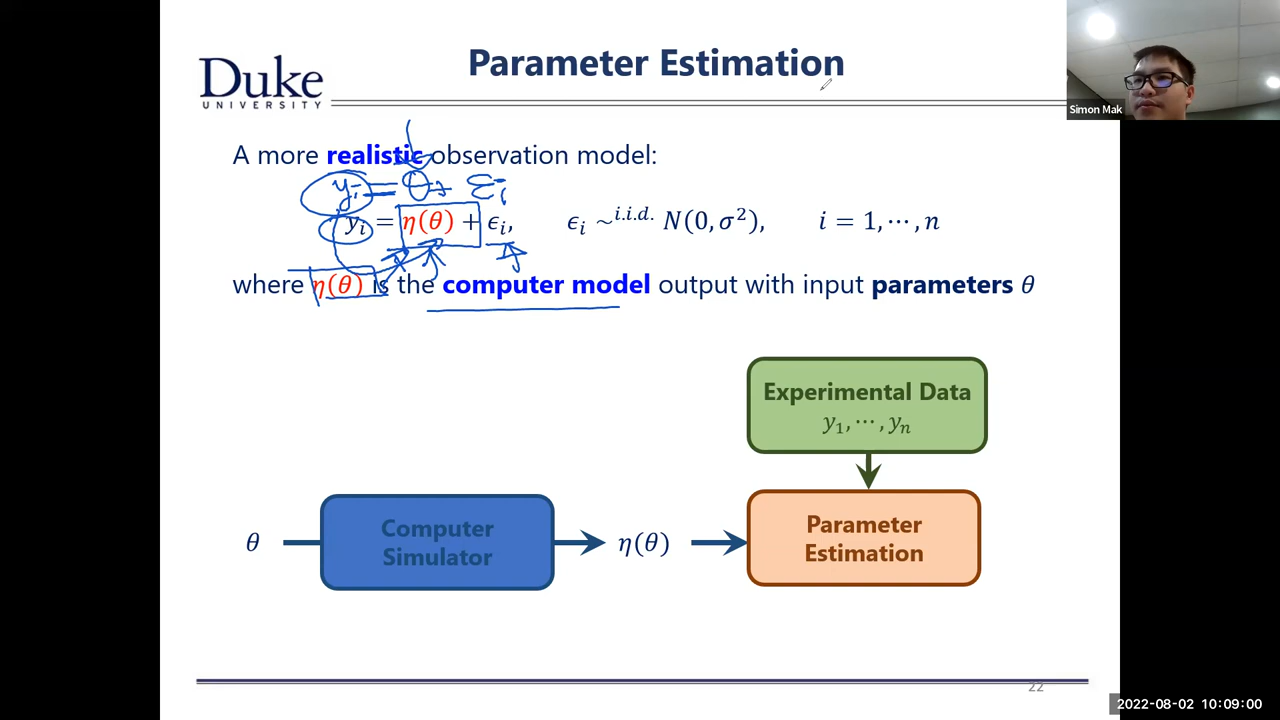 Parameter Estimation
Duke
UNIVERSITY
Simon Mak
A more realistic observation model:
yᵢ = θ + εᵢ
yᵢ = η(θ) + ϵᵢ, ϵᵢ ~ⁱ·ⁱ·ᵈ· N(0, σ²), i = 1, ⋯, n
where η(θ) is the computer model output with input parameters θ
Experimental Data
y₁, ⋯, yₙ
θ
Computer
Simulator
η(θ)
Parameter
Estimation
22
2022-08-02 10:09:00